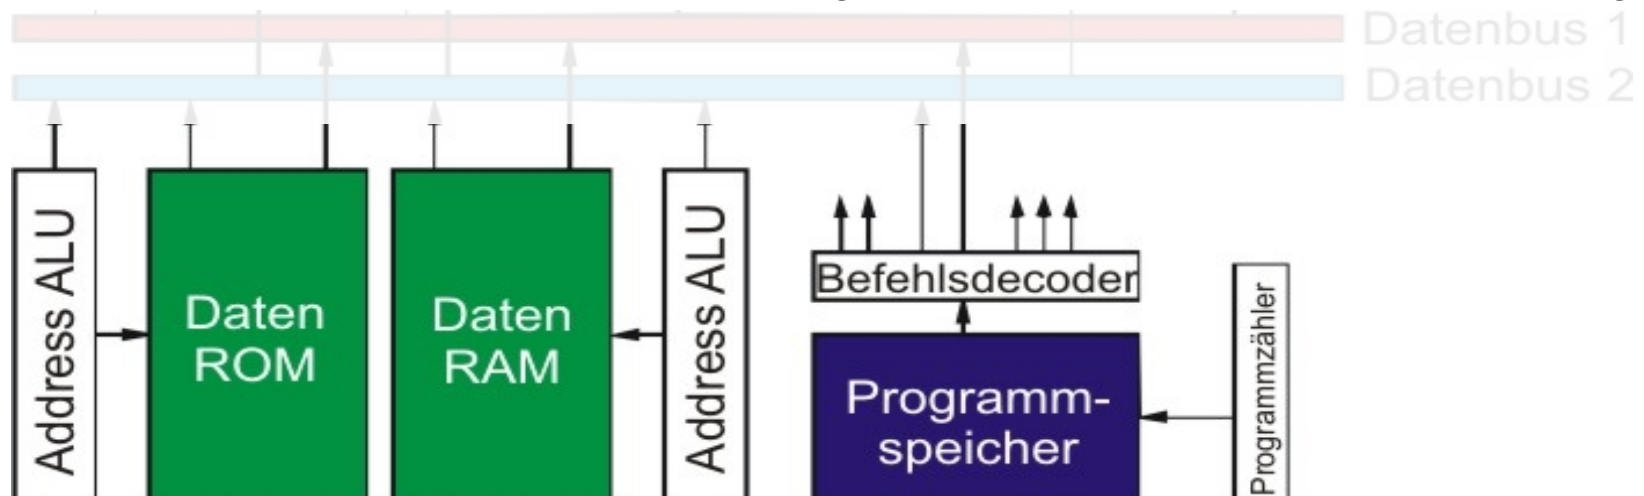 Datenbus 1
Datenbus 2
Address ALU
Daten
ROM
Daten
RAM
Address ALU
Befehlsdecoder
Programm-
speicher
Programmzähler